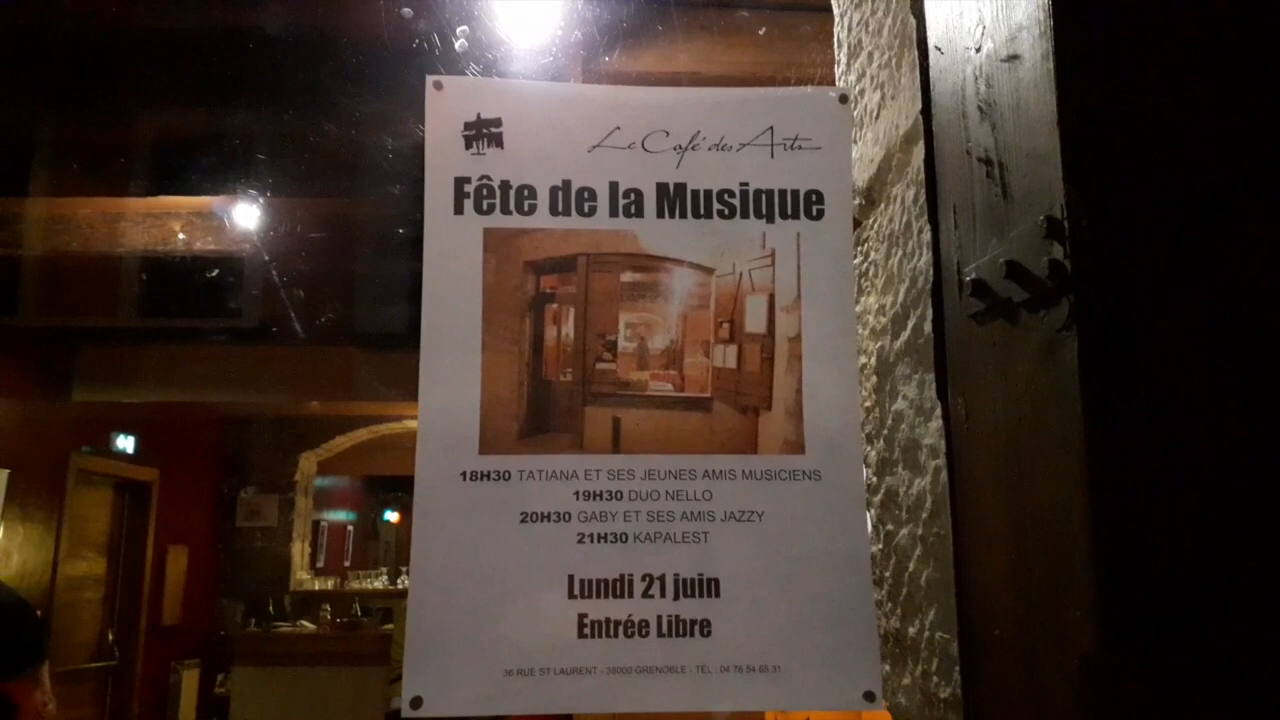 Le Café des Arts
Fête de la Musique
18H30 TATIANA ET SES JEUNES AMIS MUSICIENS
19H30 DUO NELLO
20H30 GABY ET SES AMIS JAZZY
21H30 KAPALEST
Lundi 21 juin
Entrée Libre
36 RUE ST LAURENT - 38000 GRENOBLE - TEL : 04 76 54 65 31